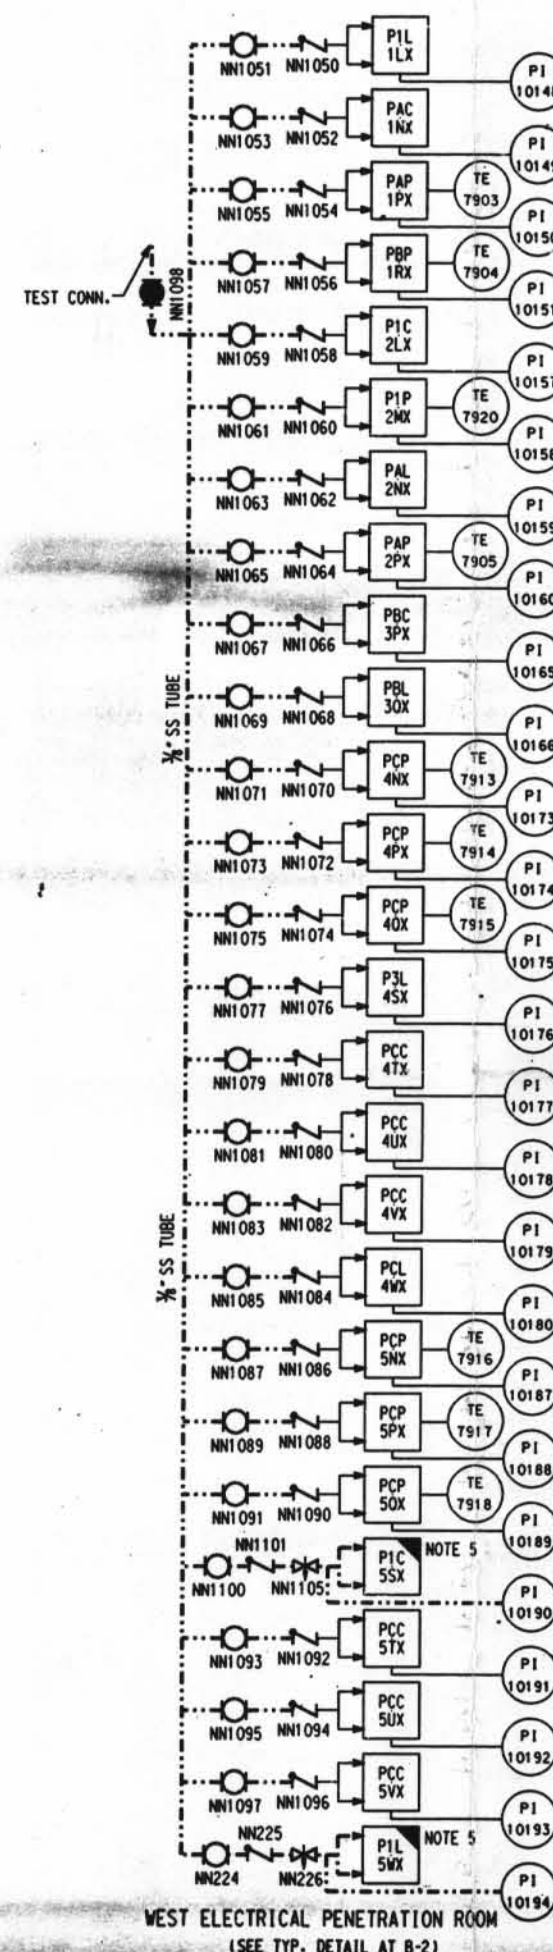 P1L
1LX
NN1051 NN1050
PI
10148
PAC
1NX
NN1053 NN1052
PI
10149
PAP
1PX
TE
7903
NN1055 NN1054
PI
10150
NN1098
TEST CONN.
PBP
1RX
TE
7904
NN1057 NN1056
PI
10151
P1C
2LX
NN1059 NN1058
PI
10157
P1P
2MX
TE
7920
NN1061 NN1060
PI
10158
PAL
2NX
NN1063 NN1062
PI
10159
PAP
2PX
TE
7905
NN1065 NN1064
PI
10160
PBC
3PX
NN1067 NN1066
PI
10165
⅜" SS TUBE
PBL
3QX
NN1069 NN1068
PI
10166
PCP
4NX
TE
7913
NN1071 NN1070
PI
10173
PCP
4PX
TE
7914
NN1073 NN1072
PI
10174
PCP
4QX
TE
7915
NN1075 NN1074
PI
10175
P3L
4SX
NN1077 NN1076
PI
10176
PCC
4TX
NN1079 NN1078
PI
10177
PCC
4UX
NN1081 NN1080
PI
10178
⅜" SS TUBE
PCC
4VX
NN1083 NN1082
PI
10179
PCL
4WX
NN1085 NN1084
PI
10180
PCP
5NX
TE
7916
NN1087 NN1086
PI
10187
PCP
5PX
TE
7917
NN1089 NN1088
PI
10188
PCP
5QX
TE
7918
NN1091 NN1090
PI
10189
NN1101
P1C
5SX
NOTE 5
NN1100 NN1105
PI
10190
PCC
5TX
NN1093 NN1092
PI
10191
PCC
5UX
NN1095 NN1094
PI
10192
PCC
5VX
NN1097 NN1096
PI
10193
NN225
P1L
5WX
NOTE 5
NN224 NN226
PI
10194
WEST ELECTRICAL PENETRATION ROOM
(SEE TYP. DETAIL AT B-2)